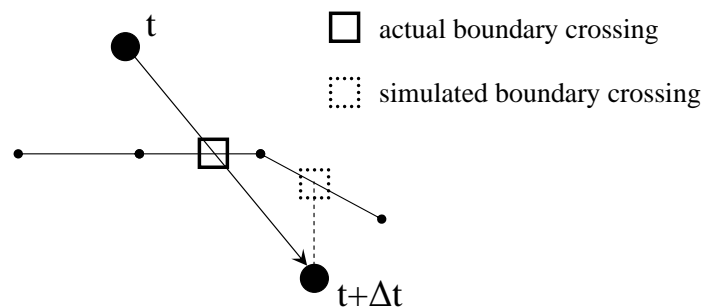 t
actual boundary crossing
simulated boundary crossing
t+Δt